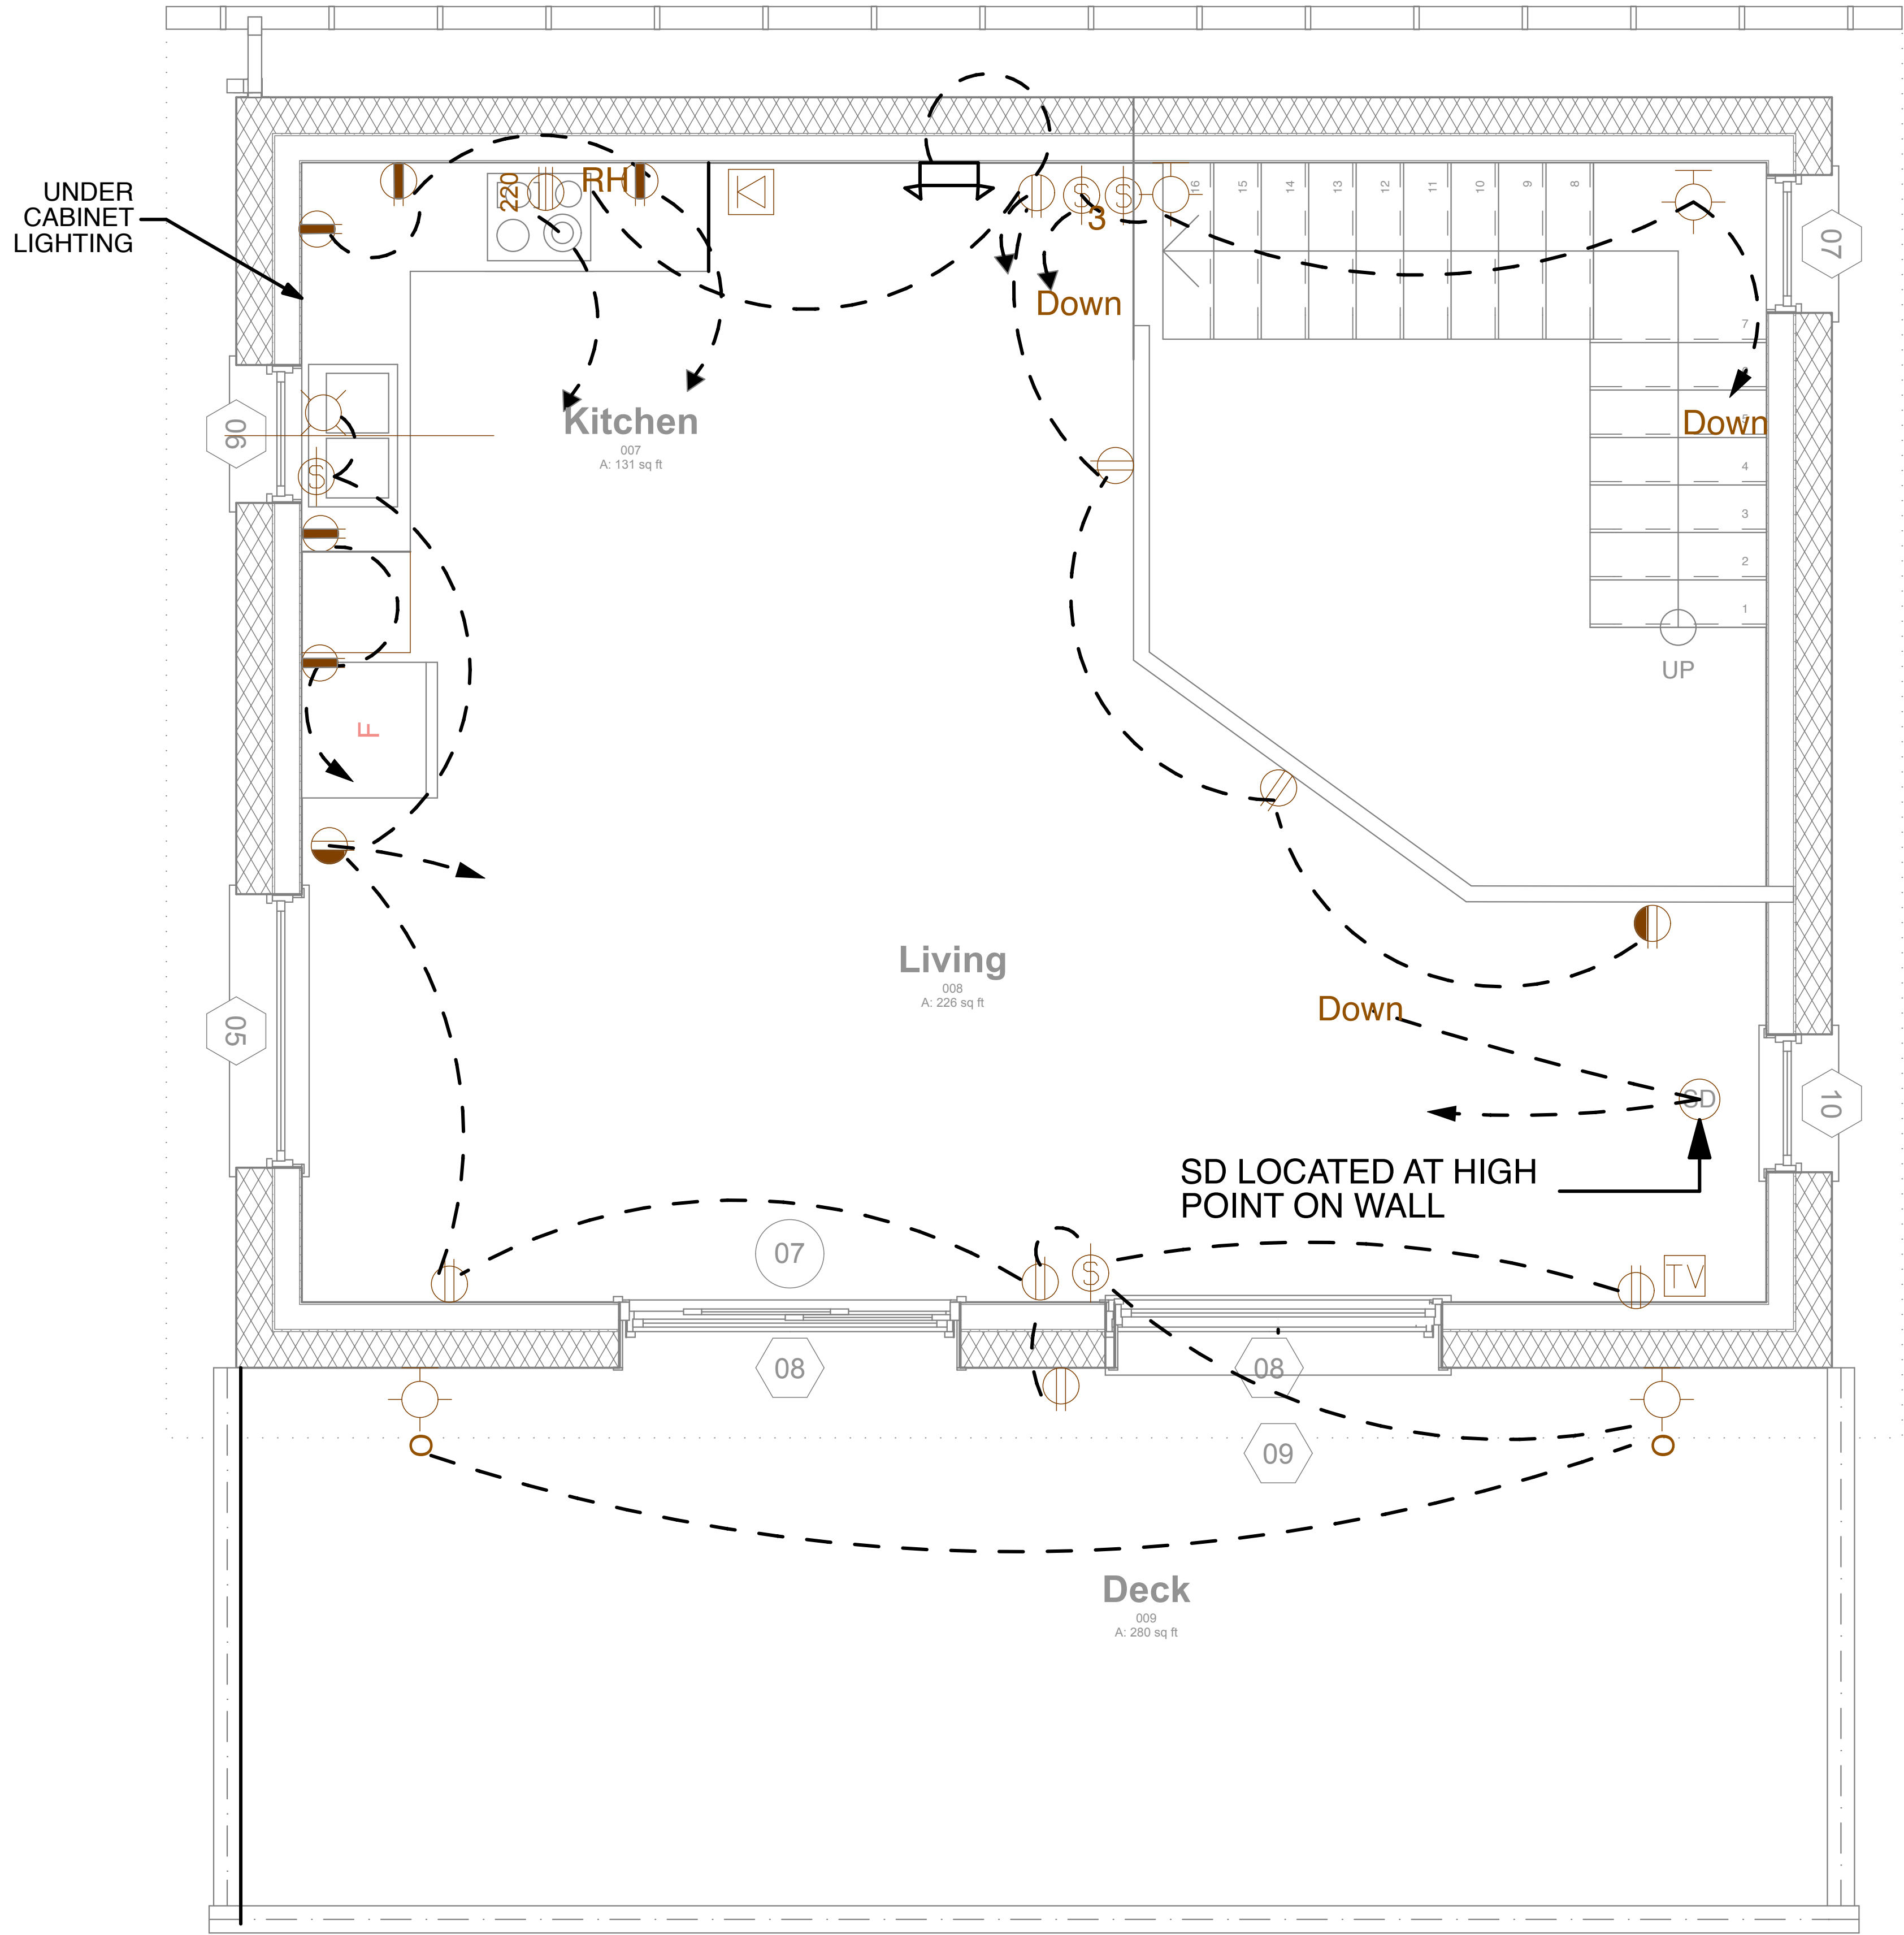 UNDER
CABINET
LIGHTING
220
RH
S
S
3
16
15
14
13
12
11
10
9
8
07
Down
7
Down
5
4
3
2
1
UP
06
S
Kitchen
007
A: 131 sq ft
F
Living
008
A: 226 sq ft
05
Down
SD
10
SD LOCATED AT HIGH
POINT ON WALL
07
S
TV
08
08
09
O
O
Deck
009
A: 280 sq ft